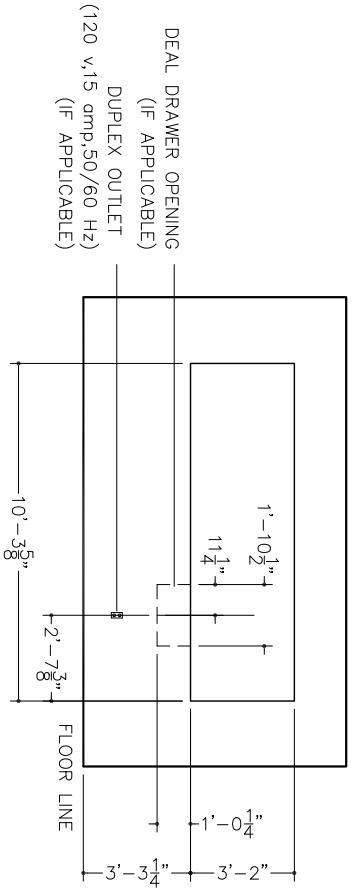 DEAL DRAWER OPENING
(IF APPLICABLE)
DUPLEX OUTLET
(120 v,15 amp,50/60 Hz)
(IF APPLICABLE)
1'-10 1/2"
11 1/4"
10'-3 5/8"
2'-7 3/8"
FLOOR LINE
1'-0 1/4"
3'-3 1/4"
3'-2"